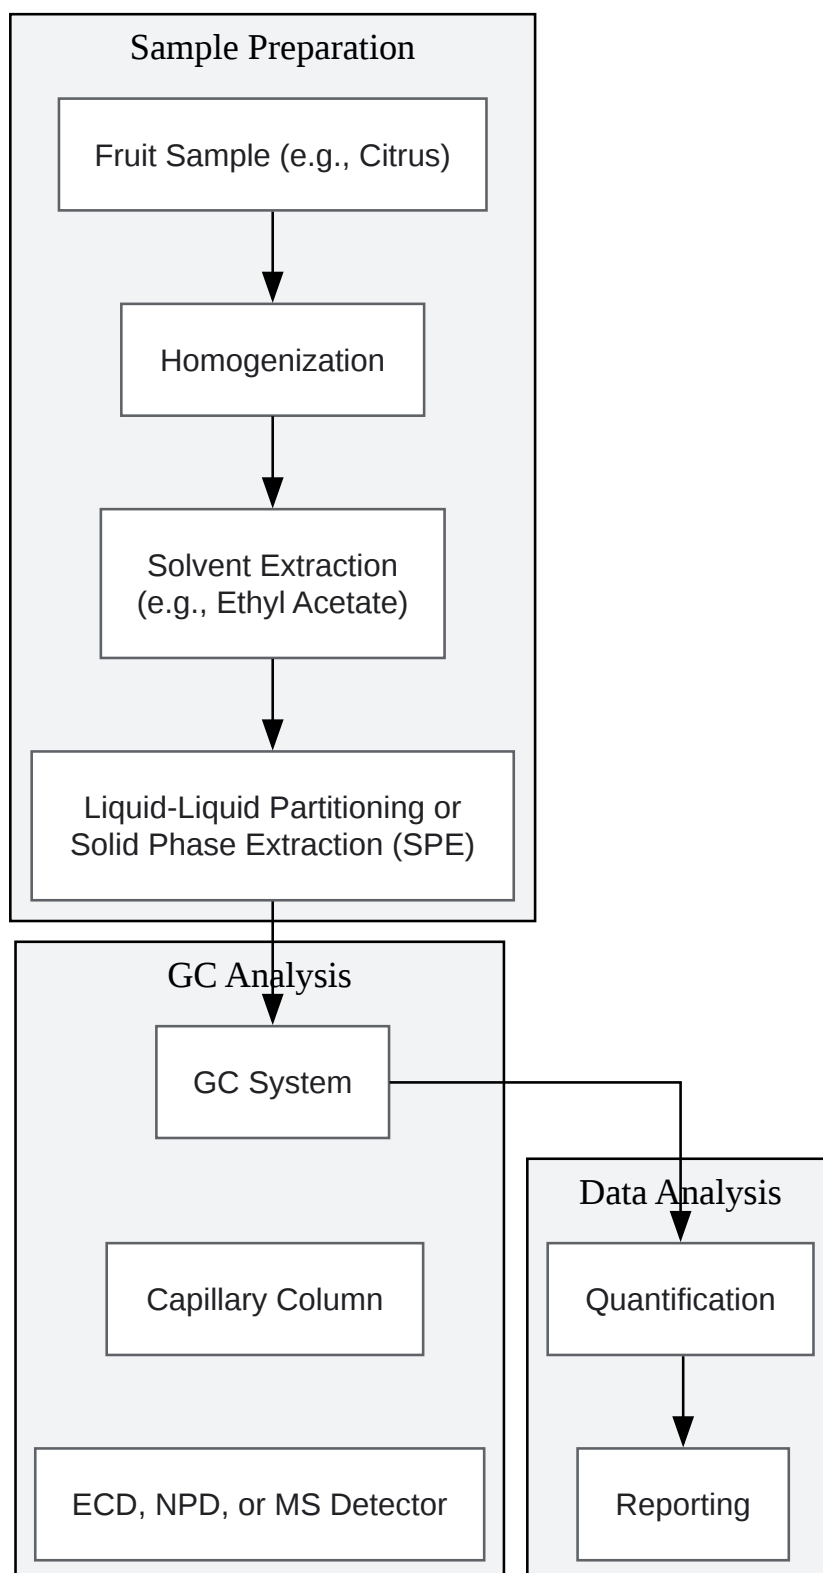 Sample Preparation
Fruit Sample (e.g., Citrus)
Homogenization
Solvent Extraction
(e.g., Ethyl Acetate)
Liquid-Liquid Partitioning or
Solid Phase Extraction (SPE)
GC Analysis
GC System
Capillary Column
ECD, NPD, or MS Detector
Data Analysis
Quantification
Reporting